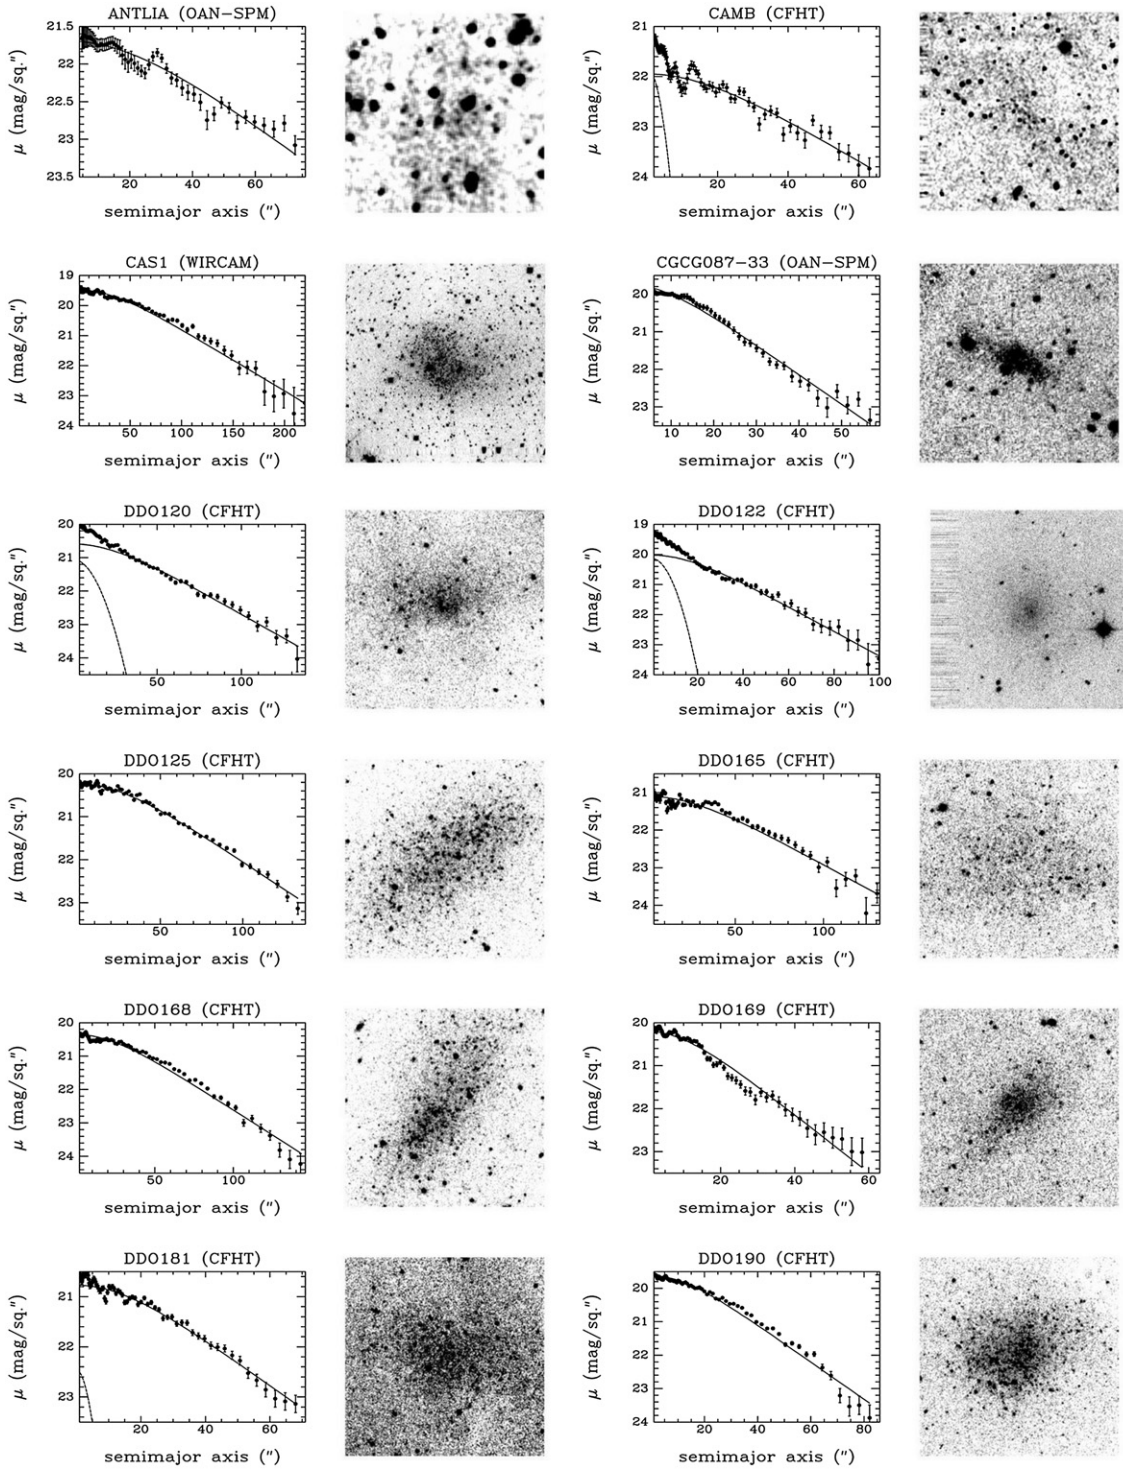 ANTLIA (OAN-SPM)
21.5
22
22.5
23
23.5
μ (mag/sq.")
20 40 60
semimajor axis (")
CAMB (CFHT)
21
22
23
24
μ (mag/sq.")
0 20 40 60
semimajor axis (")
CAS1 (WIRCAM)
19
20
21
22
23
24
μ (mag/sq.")
50 100 150 200
semimajor axis (")
CGCG087-33 (OAN-SPM)
20
21
22
23
μ (mag/sq.")
10 20 30 40 50
semimajor axis (")
DDO120 (CFHT)
20
21
22
23
24
μ (mag/sq.")
50 100
semimajor axis (")
DDO122 (CFHT)
19
20
21
22
23
24
μ (mag/sq.")
20 40 60 80 100
semimajor axis (")
DDO125 (CFHT)
20
21
22
23
μ (mag/sq.")
50 100
semimajor axis (")
DDO165 (CFHT)
21
22
23
24
μ (mag/sq.")
50 100
semimajor axis (")
DDO168 (CFHT)
20
21
22
23
24
μ (mag/sq.")
50 100
semimajor axis (")
DDO169 (CFHT)
20
21
22
23
μ (mag/sq.")
0 20 40 60
semimajor axis (")
DDO181 (CFHT)
21
22
23
μ (mag/sq.")
20 40 60
semimajor axis (")
DDO190 (CFHT)
20
21
22
23
24
μ (mag/sq.")
20 40 60 80
semimajor axis (")